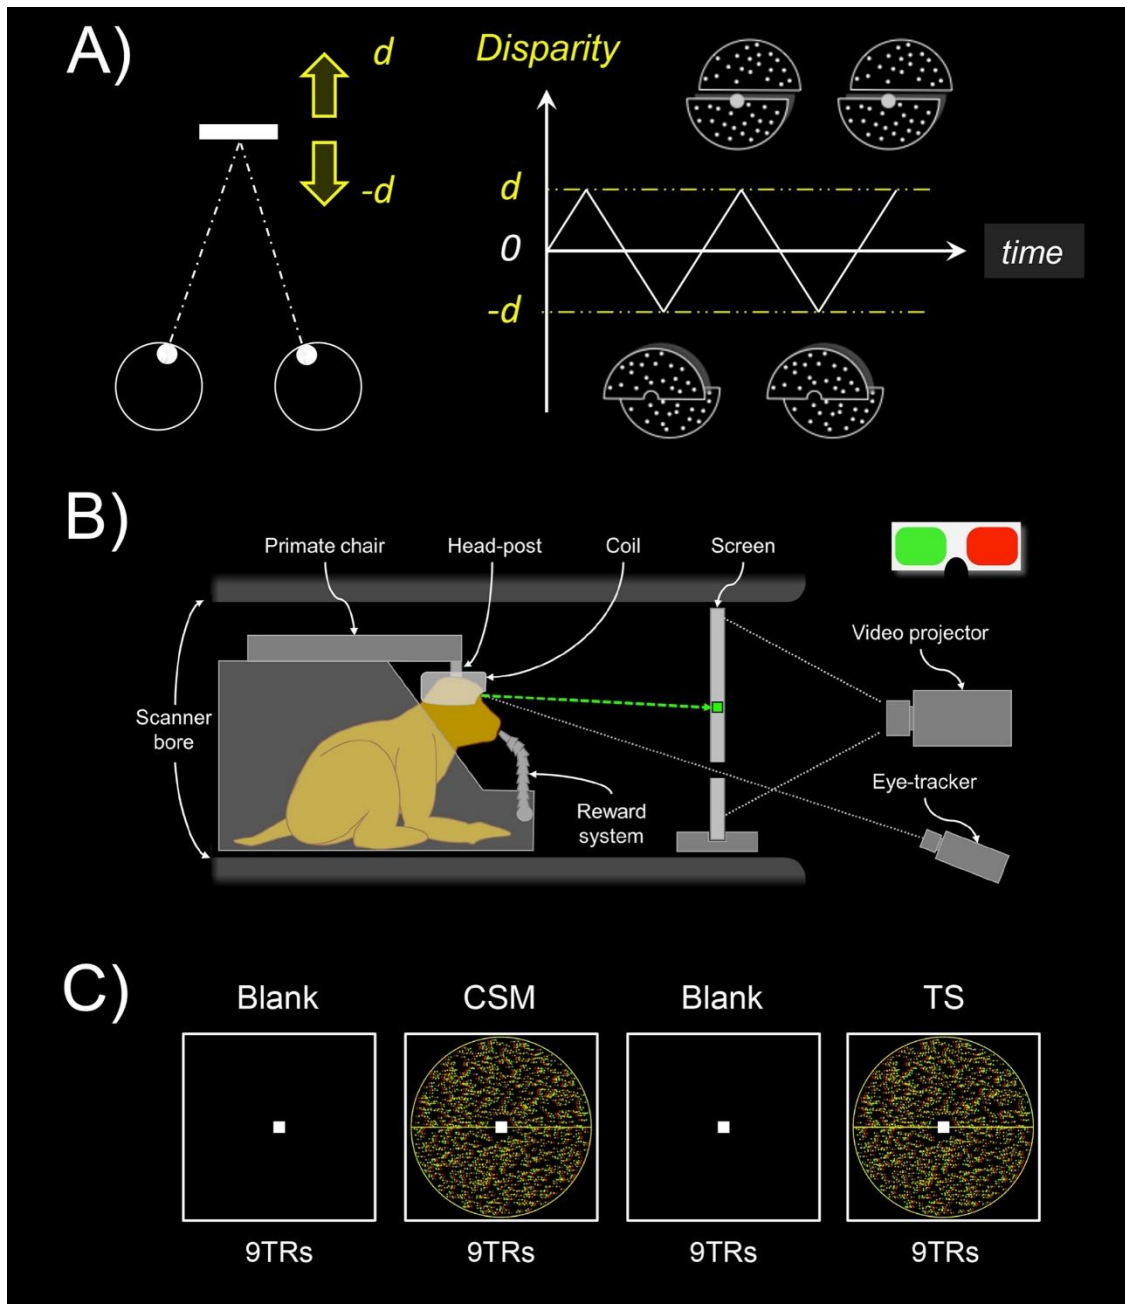 A)
d
-d
Disparity
d
0
-d
time
B)
Primate chair
Head-post
Coil
Screen
Video projector
Scanner
bore
Eye-tracker
Reward
system
C)
Blank
CSM
Blank
TS
9TRs
9TRs
9TRs
9TRs